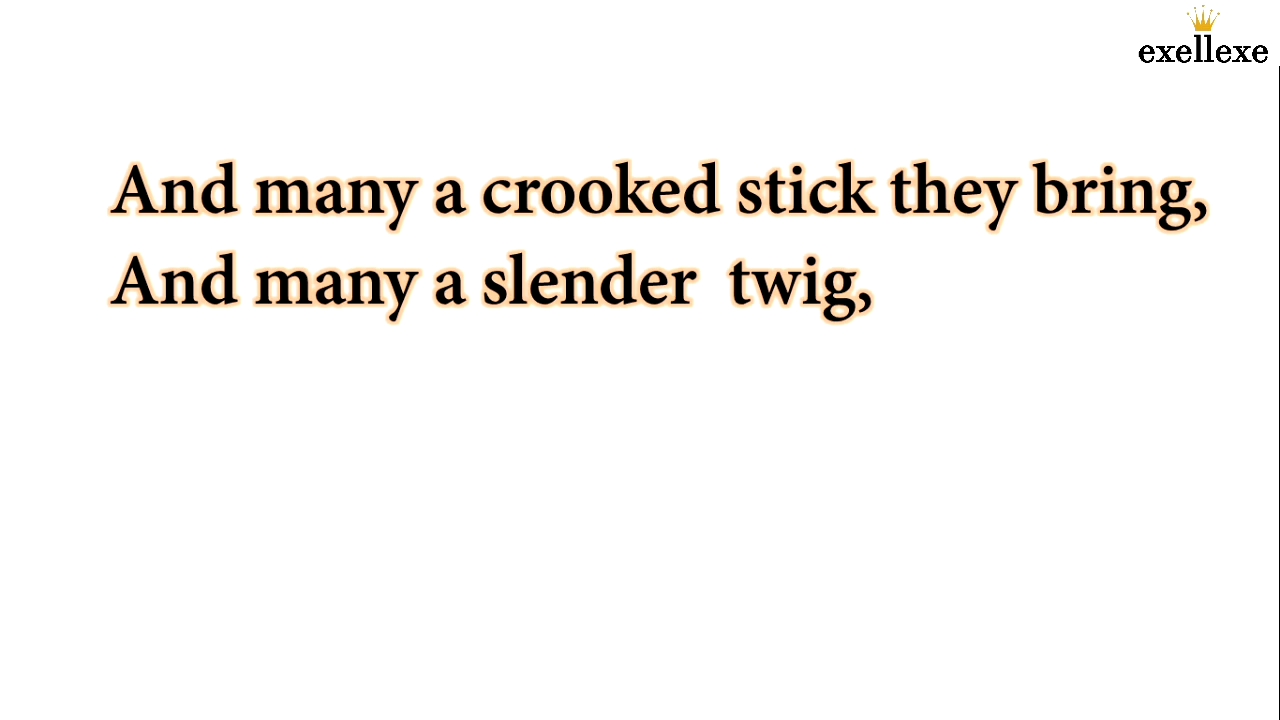 exellexe
And many a crooked stick they bring,
And many a slender  twig,